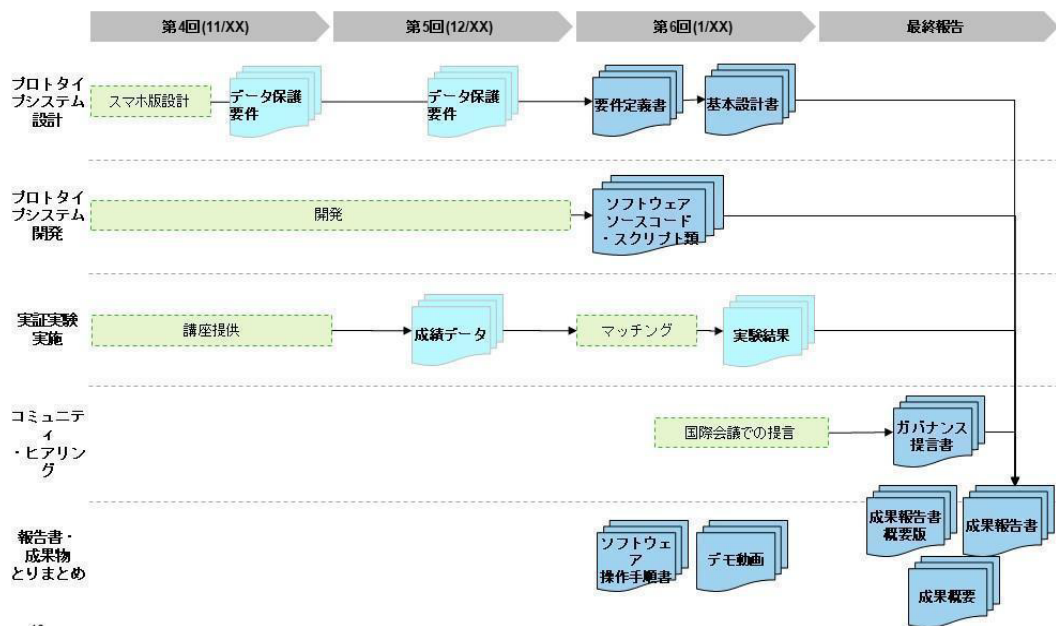 第4回(11/XX)
第5回(12/XX)
第6回(1/XX)
最終報告
プロトタイ
プシステム
設計
スマホ版設計
データ保護
要件
データ保護
要件
要件定義書
基本設計書
プロトタイ
プシステム
開発
開発
ソフトウェア
ソースコード
・スクリプト類
実証実験
実施
講座提供
成績データ
マッチング
実験結果
コミュニテ
ィ
・ヒアリン
グ
国際会議での提言
ガバナンス
提言書
報告書・
成果物
とりまとめ
ソフトウェ
ア
操作手順書
デモ動画
成果報告書
概要版
成果報告書
成果概要